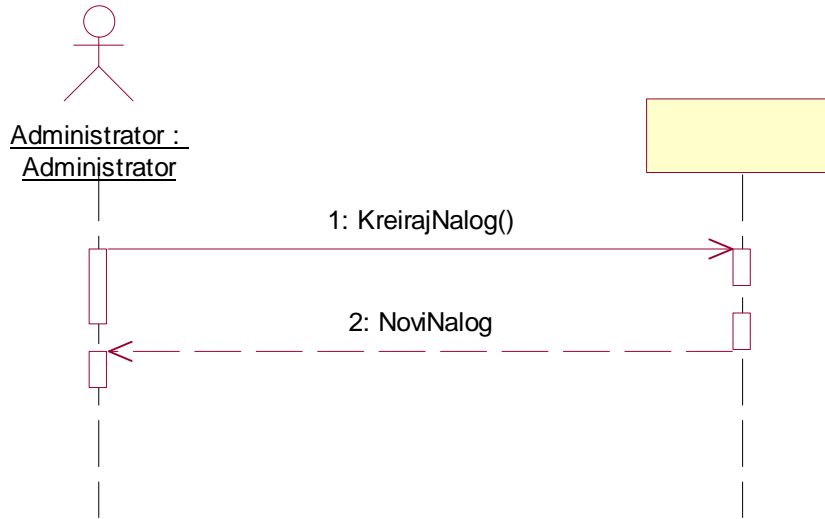 Administrator :
Administrator
1: KreirajNalog()
2: NoviNalog